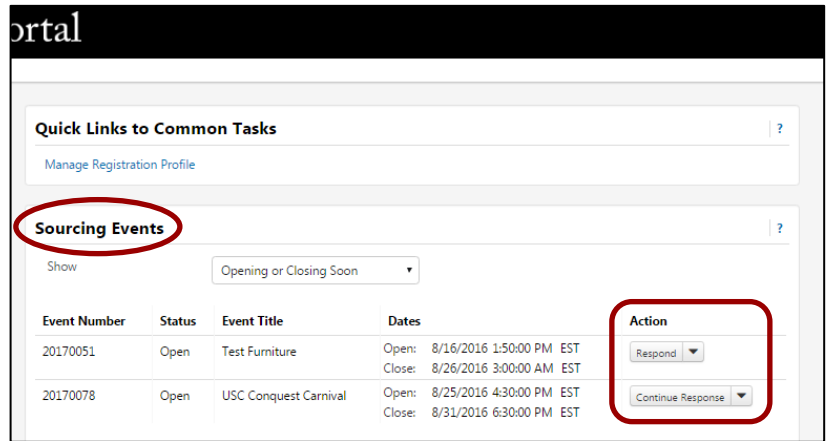 ortal
Quick Links to Common Tasks ?
Manage Registration Profile
Sourcing Events ?
Show Opening or Closing Soon
Event Number Status Event Title Dates Action
20170051 Open Test Furniture Open: 8/16/2016 1:50:00 PM EST Respond
Close: 8/26/2016 3:00:00 AM EST
20170078 Open USC Conquest Carnival Open: 8/25/2016 4:30:00 PM EST Continue Response
Close: 8/31/2016 6:30:00 PM EST